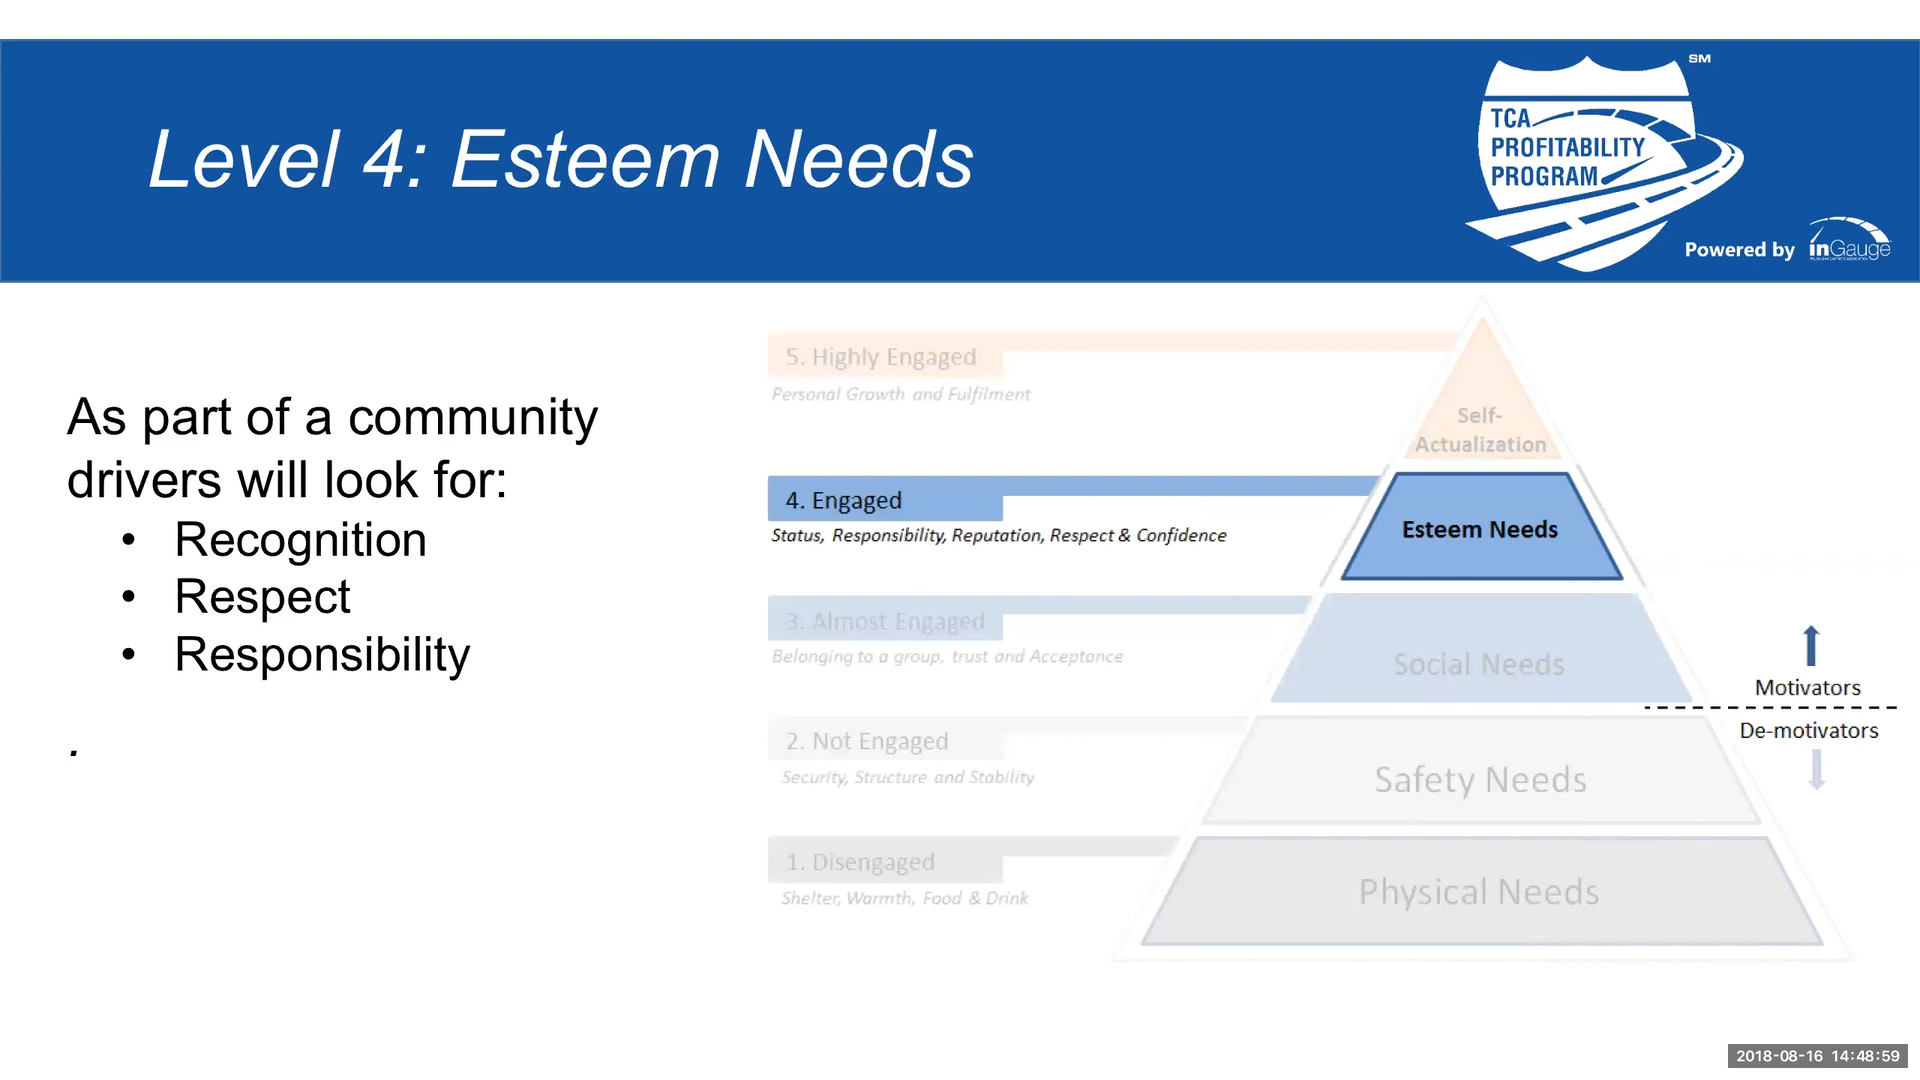 Level 4: Esteem Needs
SM
TCA
PROFITABILITY
PROGRAM
Powered by inGauge
As part of a community
drivers will look for:
• Recognition
• Respect
• Responsibility
.
5. Highly Engaged
Personal Growth and Fulfilment
Self-
Actualization
4. Engaged
Status, Responsibility, Reputation, Respect & Confidence
Esteem Needs
3. Almost Engaged
Belonging to a group, trust and Acceptance
Social Needs
Motivators
De-motivators
2. Not Engaged
Security, Structure and Stability
Safety Needs
1. Disengaged
Shelter, Warmth, Food & Drink
Physical Needs
2018-08-16 14:48:59